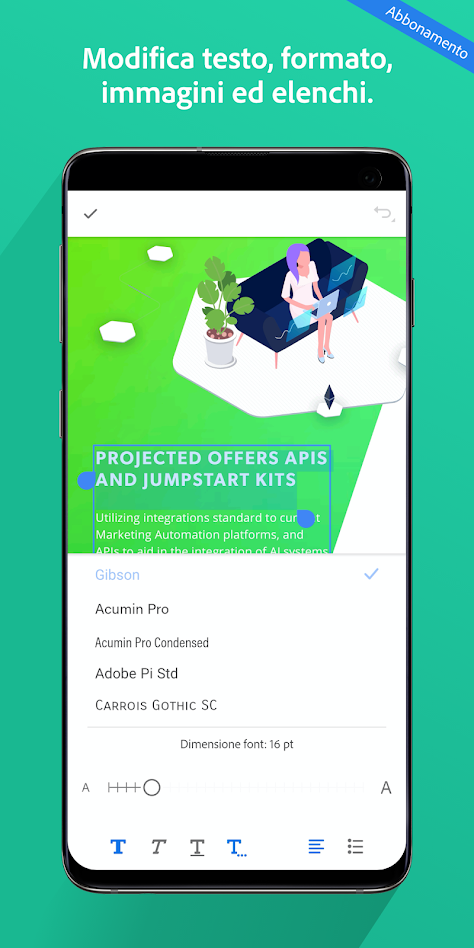 Abbonamento
Modifica testo, formato,
immagini ed elenchi.
PROJECTED OFFERS APIS
AND JUMPSTART KITS
Utilizing integrations standard to cur t
Marketing Automation platforms, and
APIs to aid in the integration of AI systems
Gibson
Acumin Pro
Acumin Pro Condensed
Adobe Pi Std
Carrois Gothic SC
Dimensione font: 16 pt
A A
T T T T...